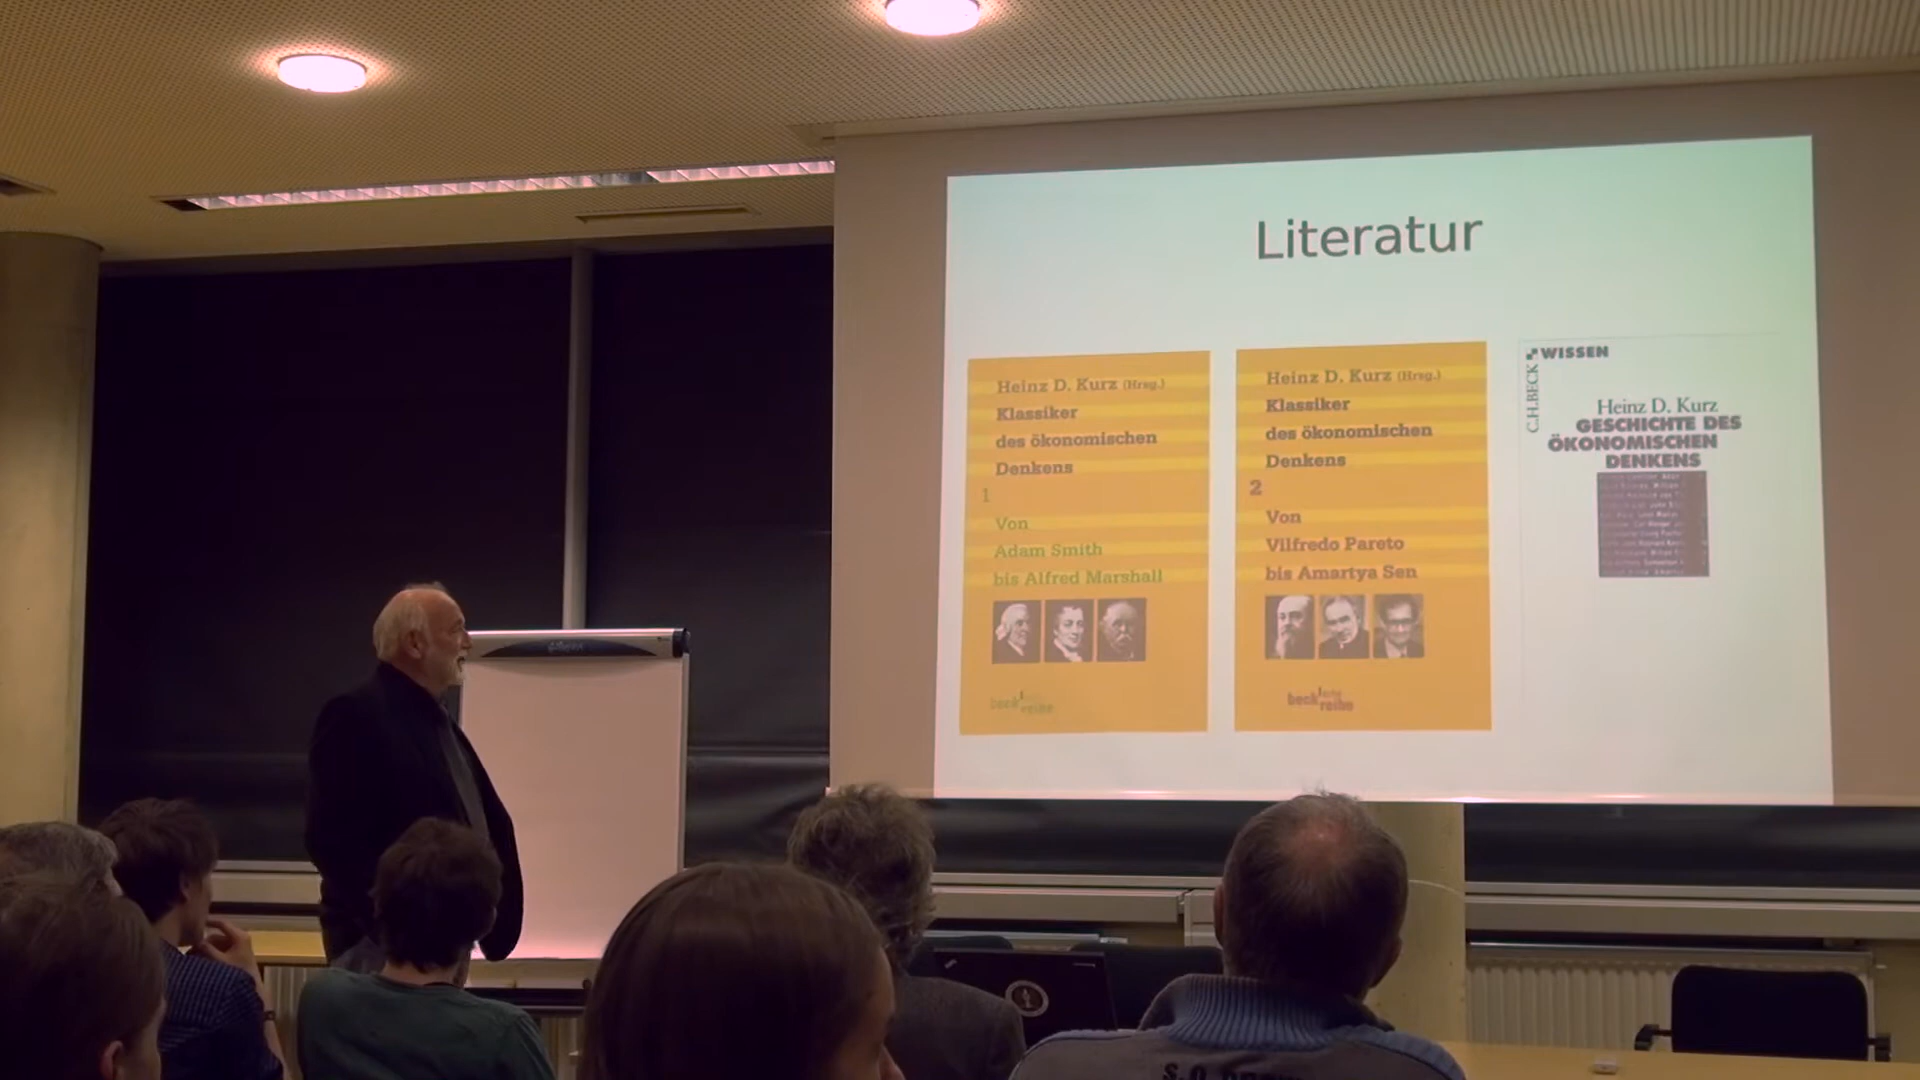 Literatur
Heinz D. Kurz (Hrsg.)
Klassiker
des ökonomischen
Denkens
1
Von
Adam Smith
bis Alfred Marshall
beck'sche
reihe
Heinz D. Kurz (Hrsg.)
Klassiker
des ökonomischen
Denkens
2
Von
Vilfredo Pareto
bis Amartya Sen
beck'sche
reihe
WISSEN
C.H.BECK
Heinz D. Kurz
GESCHICHTE DES
ÖKONOMISCHEN
DENKENS